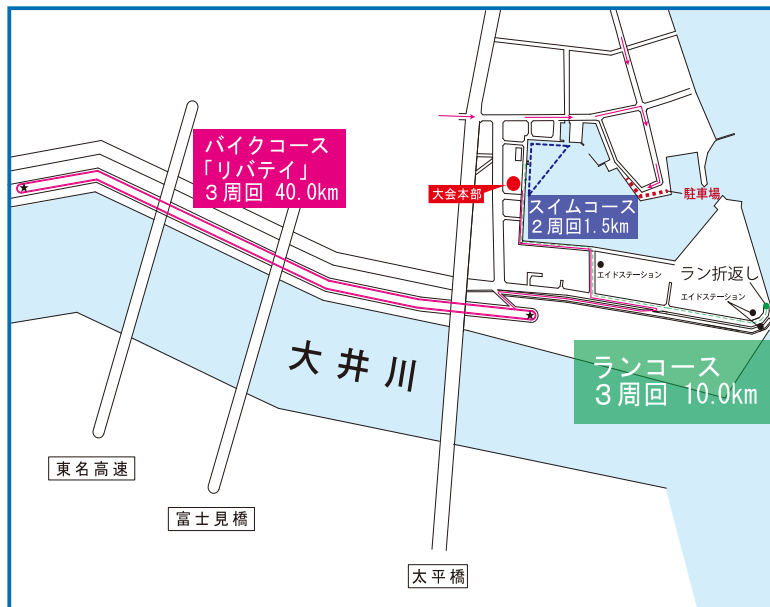 バイクコース
「リバテイ」
３周回 40.0km
大会本部
スイムコース
２周回1.5km
駐車場
エイドステーション
ラン折返し
エイドステーション
ランコース
３周回 10.0km
大井川
東名高速
富士見橋
太平橋